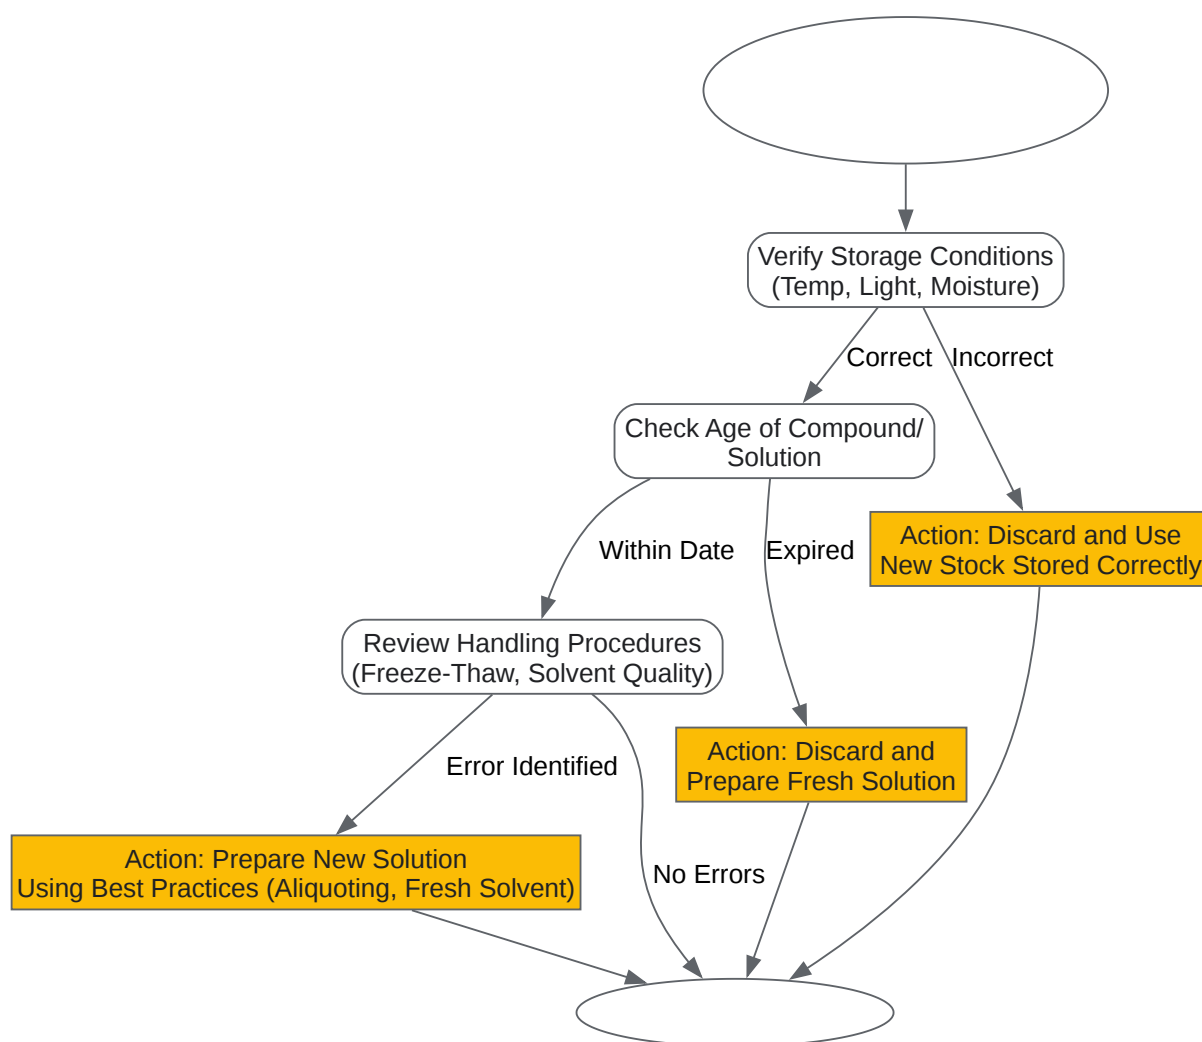 Verify Storage Conditions
(Temp, Light, Moisture)
Correct
Incorrect
Check Age of Compound/
Solution
Action: Discard and Use
New Stock Stored Correctly
Within Date
Expired
Review Handling Procedures
(Freeze-Thaw, Solvent Quality)
Action: Discard and
Prepare Fresh Solution
Error Identified
Action: Prepare New Solution
Using Best Practices (Aliquoting, Fresh Solvent)
No Errors